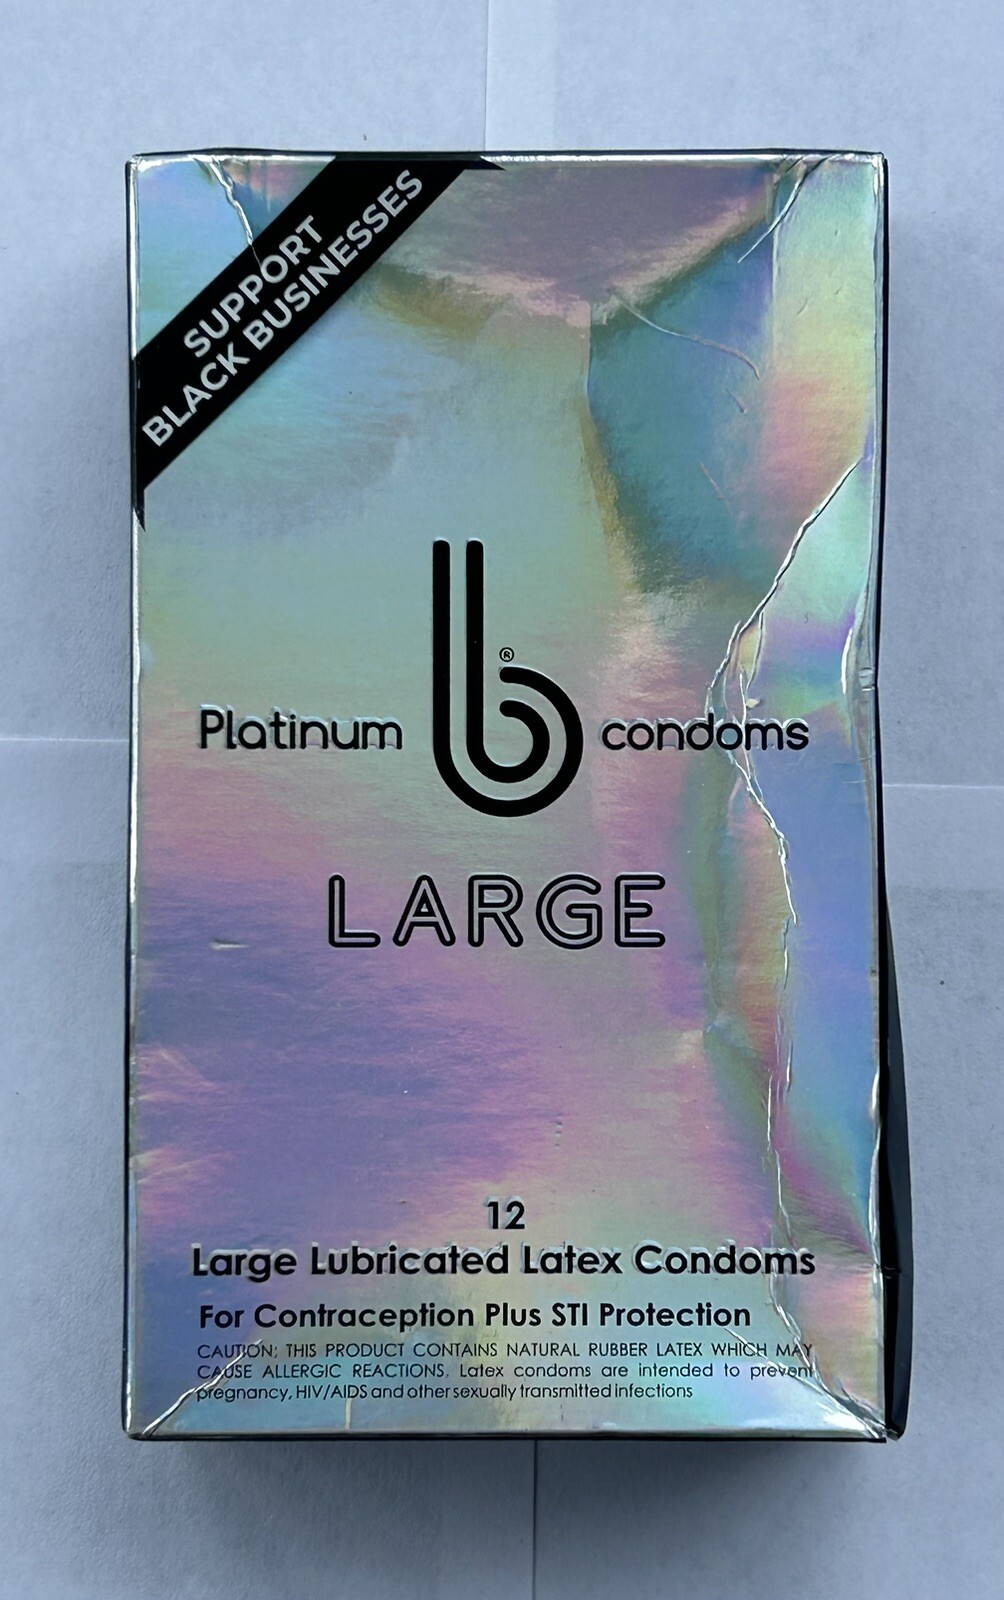 SUPPORT
BLACK BUSINESSES
Platinum b® condoms
LARGE
12
Large Lubricated Latex Condoms
For Contraception Plus STI Protection
CAUTION: THIS PRODUCT CONTAINS NATURAL RUBBER LATEX WHICH MAY
CAUSE ALLERGIC REACTIONS. Latex condoms are intended to prevent
pregnancy, HIV/AIDS and other sexually transmitted infections